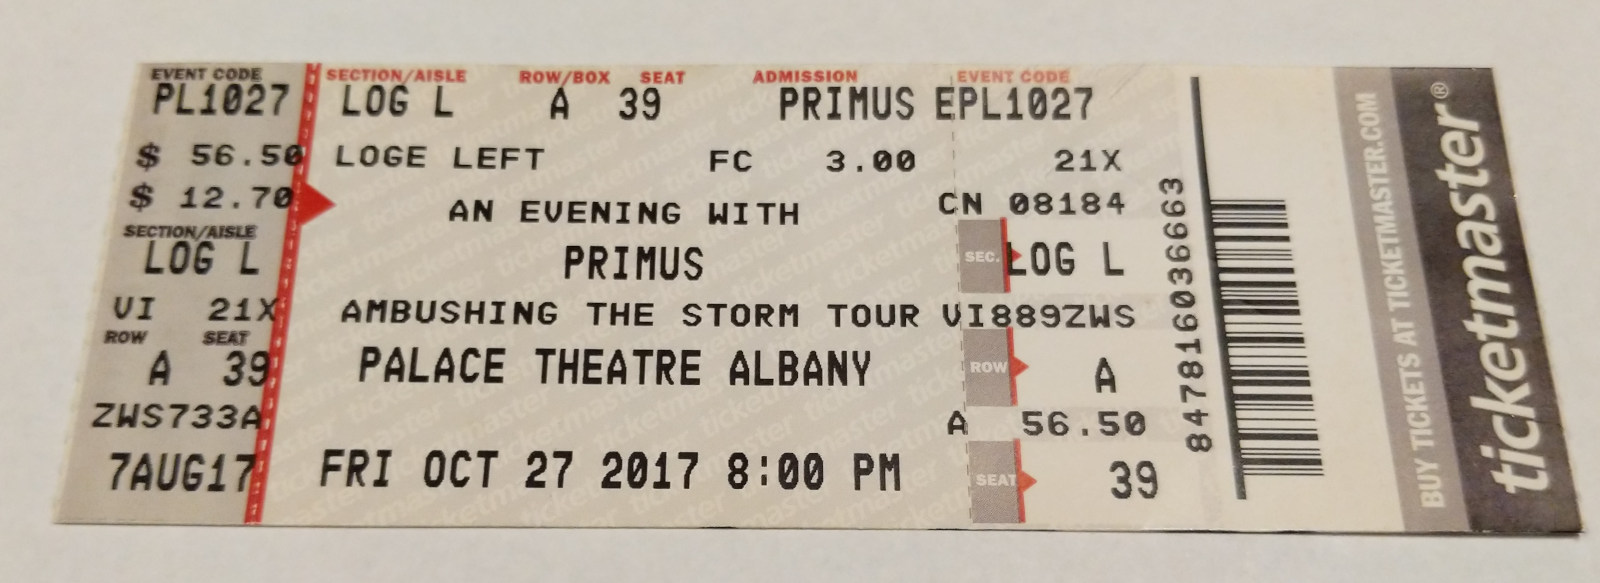 EVENT CODE
PL1027
$ 56.50
$ 12.70
SECTION/AISLE
LOG L
VI 21X
ROW SEAT
A 39
ZWS733A
7AUG17
SECTION/AISLE ROW/BOX SEAT ADMISSION EVENT CODE
LOG L A 39 PRIMUS EPL1027
LOGE LEFT FC 3.00 21X
AN EVENING WITH CN 08184
PRIMUS SEC. LOG L
AMBUSHING THE STORM TOUR VI889ZWS
PALACE THEATRE ALBANY ROW A
A 56.50
FRI OCT 27 2017 8:00 PM SEAT 39
847816036663
BUY TICKETS AT TICKETMASTER.COM
ticketmaster®